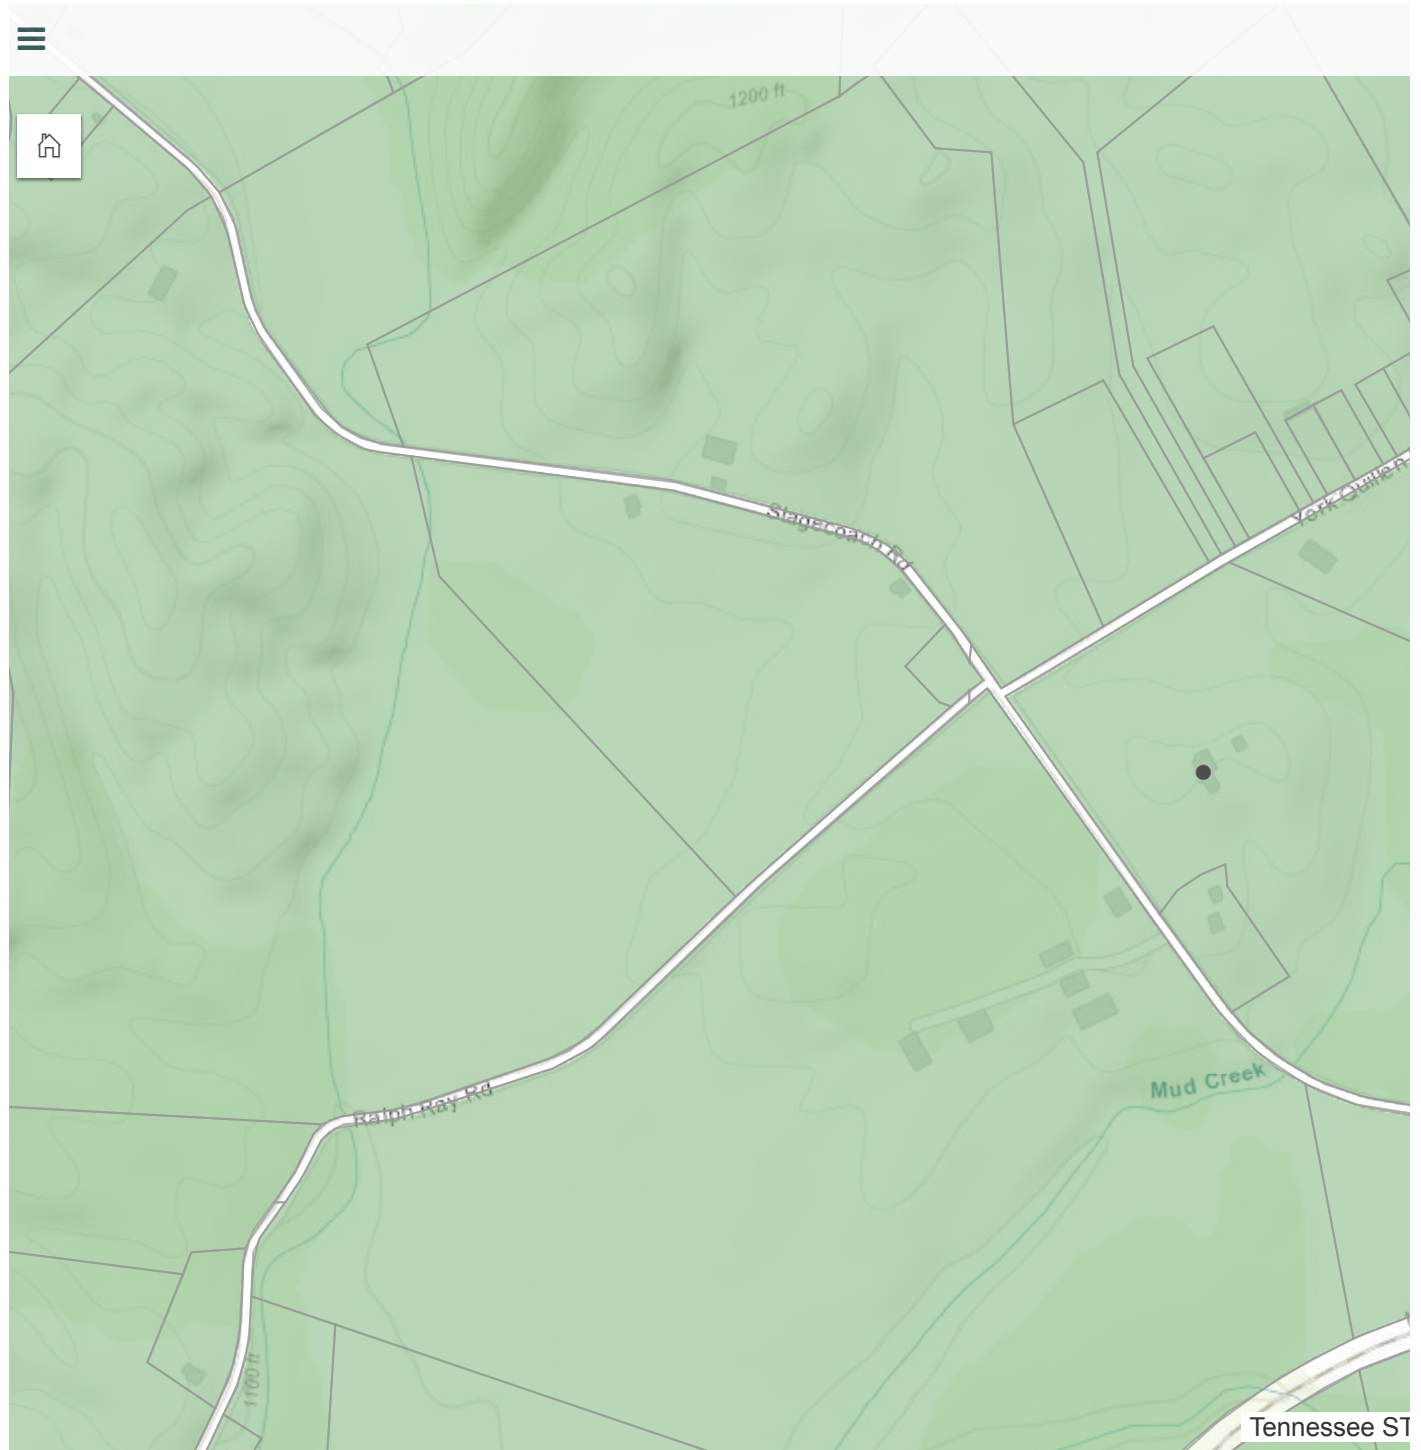 1200 ft
York Quillen
Stagecoach Rd
Mud Creek
Ralph Ray Rd
1100 ft
Tennessee ST